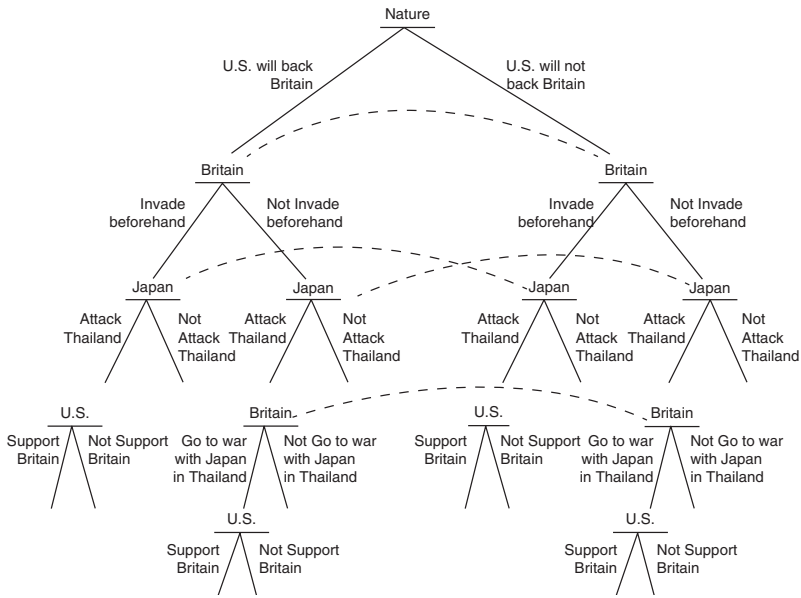 Nature
U.S. will back
Britain
U.S. will not
back Britain
Britain
Britain
Invade
beforehand
Not Invade
beforehand
Invade
beforehand
Not Invade
beforehand
Japan
Japan
Japan
Japan
Attack
Thailand
Not
Attack
Thailand
Attack
Thailand
Not
Attack
Thailand
Attack
Thailand
Not
Attack
Thailand
Attack
Thailand
Not
Attack
Thailand
U.S.
Britain
U.S.
Britain
Support
Britain
Not Support
Britain
Go to war
with Japan
in Thailand
Not Go to war
with Japan
in Thailand
Support
Britain
Not Support
Britain
Go to war
with Japan
in Thailand
Not Go to war
with Japan
in Thailand
U.S.
U.S.
Support
Britain
Not Support
Britain
Support
Britain
Not Support
Britain